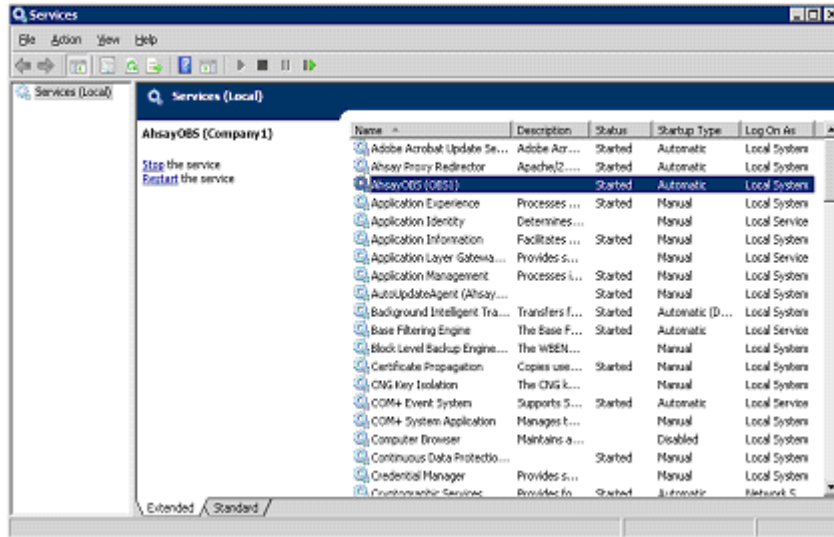 Services
File Action View Help
Services (Local)
Services (Local)
AhsayOBS (Company1)
Stop the service
Restart the service
Name Description Status Startup Type Log On As
Adobe Acrobat Update Se... Adobe Acr... Started Automatic Local System
Ahsay Proxy Redirector Apache/2.... Started Automatic Local System
AhsayOBS (OBS1) Started Automatic Local System
Application Experience Processes ... Started Manual Local System
Application Identity Determines... Manual Local Service
Application Information Facilitates ... Started Manual Local System
Application Layer Gatewa... Provides s... Manual Local Service
Application Management Processes i... Started Manual Local System
AutoUpdateAgent (Ahsay... Started Manual Local System
Background Intelligent Tra... Transfers f... Started Automatic (D... Local System
Base Filtering Engine The Base F... Started Automatic Local Service
Block Level Backup Engine... The WBEN... Manual Local System
Certificate Propagation Copies use... Started Manual Local System
CNG Key Isolation The CNG k... Manual Local System
COM+ Event System Supports S... Started Automatic Local Service
COM+ System Application Manages t... Manual Local System
Computer Browser Maintains a... Disabled Local System
Continuous Data Protectio... Started Manual Local System
Credential Manager Provides s... Manual Local System
Cryptographic Services Provides fo... Started Automatic Network S...
Extended Standard